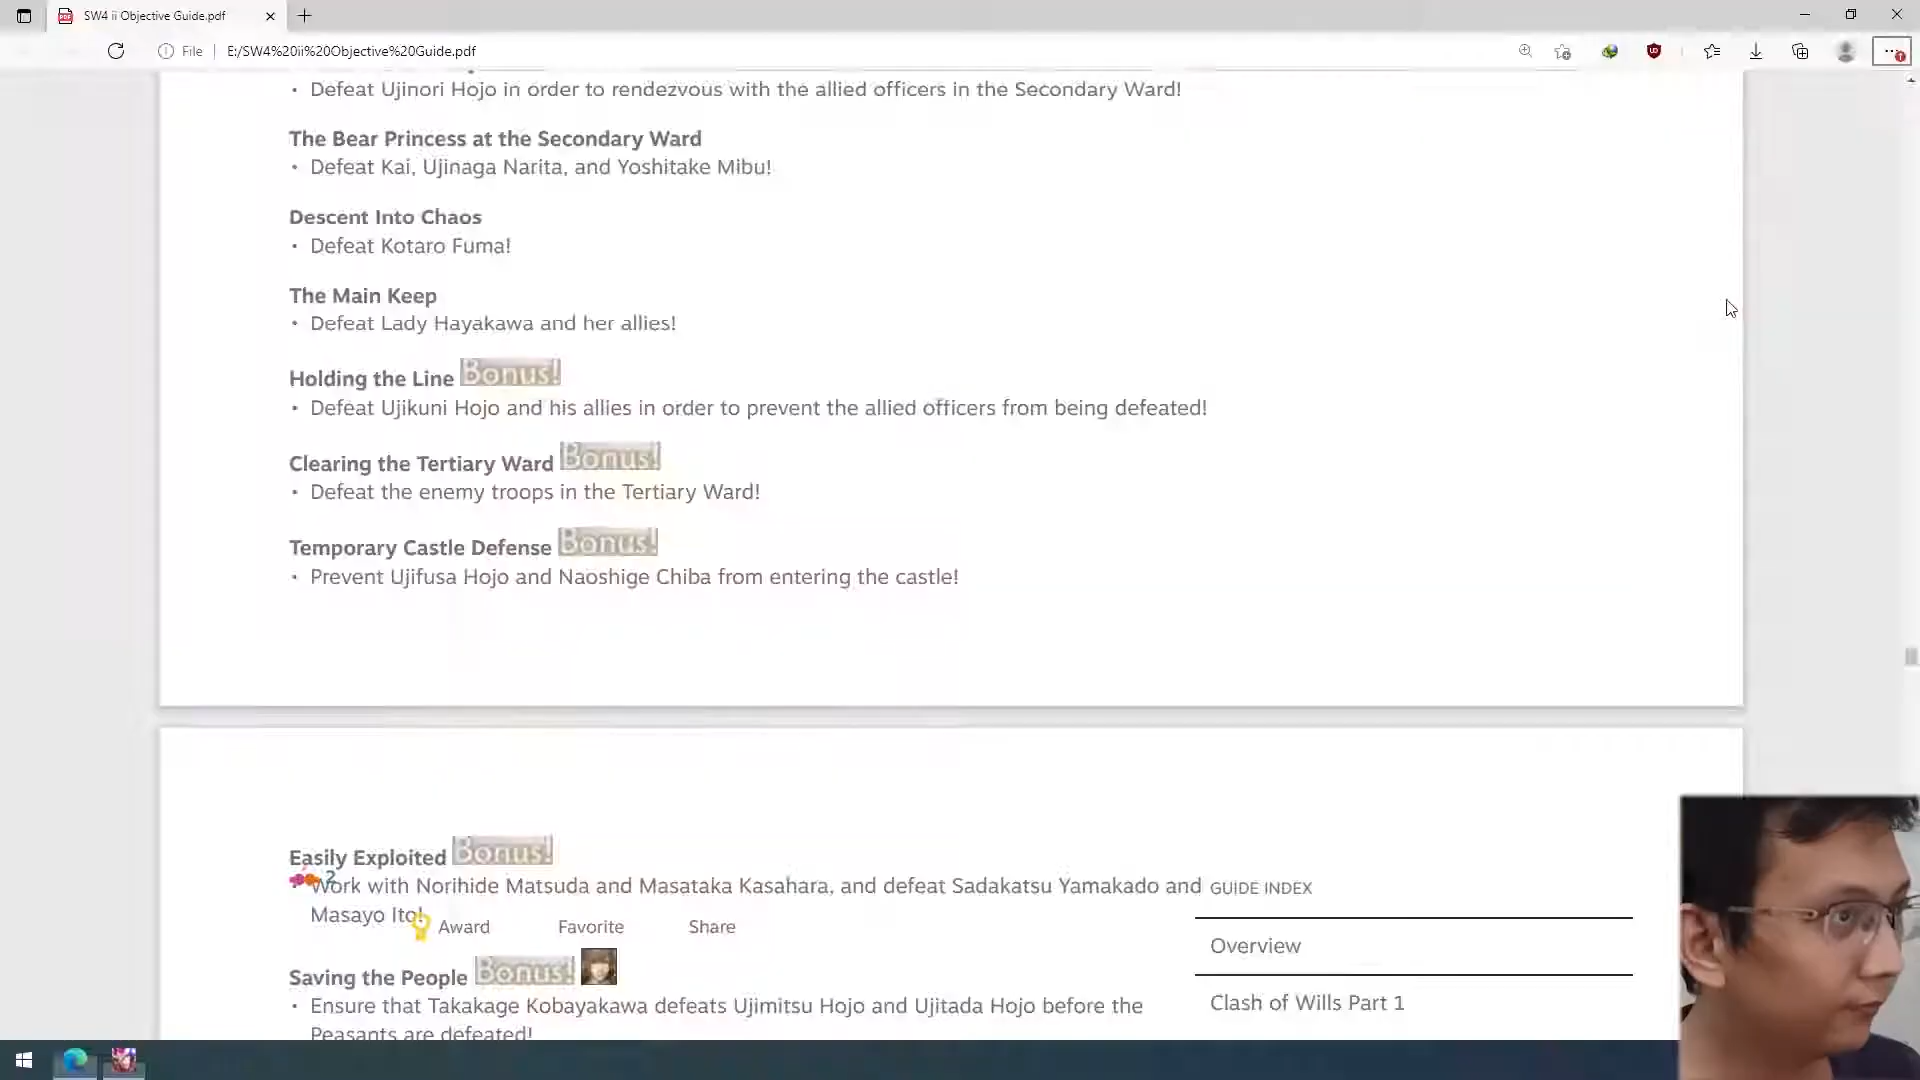 SW4 ii Objective Guide.pdf
File
E:/SW4%20ii%20Objective%20Guide.pdf
• Defeat Ujinori Hojo in order to rendezvous with the allied officers in the Secondary Ward!
The Bear Princess at the Secondary Ward
• Defeat Kai, Ujinaga Narita, and Yoshitake Mibu!
Descent Into Chaos
• Defeat Kotaro Fuma!
The Main Keep
• Defeat Lady Hayakawa and her allies!
Holding the Line Bonus!
• Defeat Ujikuni Hojo and his allies in order to prevent the allied officers from being defeated!
Clearing the Tertiary Ward Bonus!
• Defeat the enemy troops in the Tertiary Ward!
Temporary Castle Defense Bonus!
• Prevent Ujifusa Hojo and Naoshige Chiba from entering the castle!
Easily Exploited Bonus!
2
• Work with Norihide Matsuda and Masataka Kasahara, and defeat Sadakatsu Yamakado and
Masayo Ito!
Award Favorite Share
Saving the People Bonus!
• Ensure that Takakage Kobayakawa defeats Ujimitsu Hojo and Ujitada Hojo before the
Peasants are defeated!
GUIDE INDEX
Overview
Clash of Wills Part 1